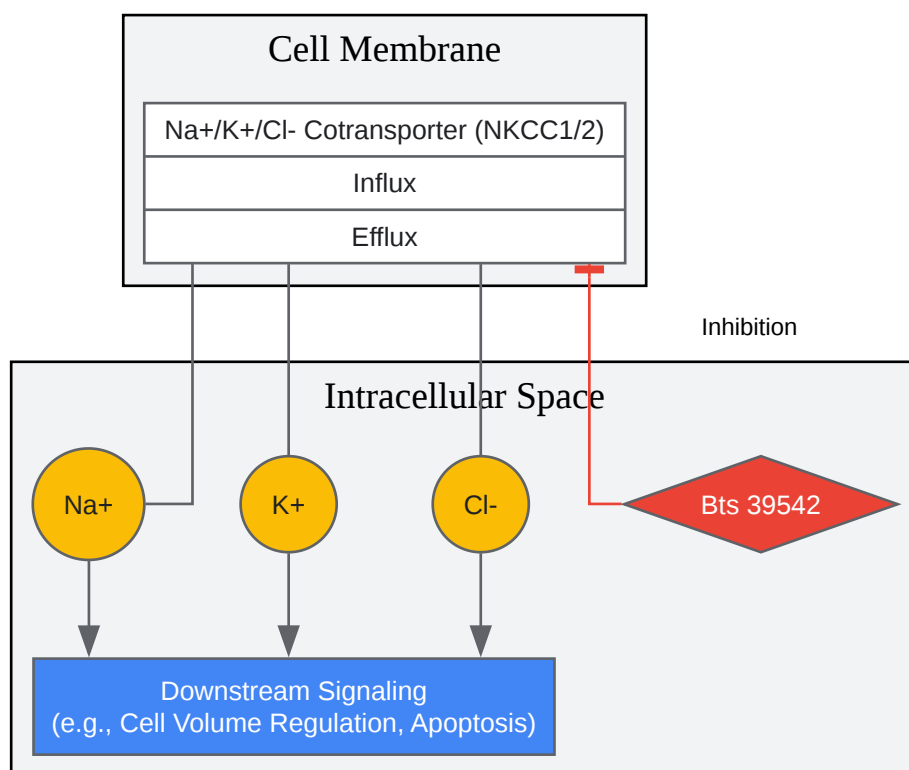 Cell Membrane
Na+/K+/Cl- Cotransporter (NKCC1/2)
Influx
Efflux
Inhibition
Intracellular Space
Na+
K+
Cl-
Bts 39542
Downstream Signaling
(e.g., Cell Volume Regulation, Apoptosis)